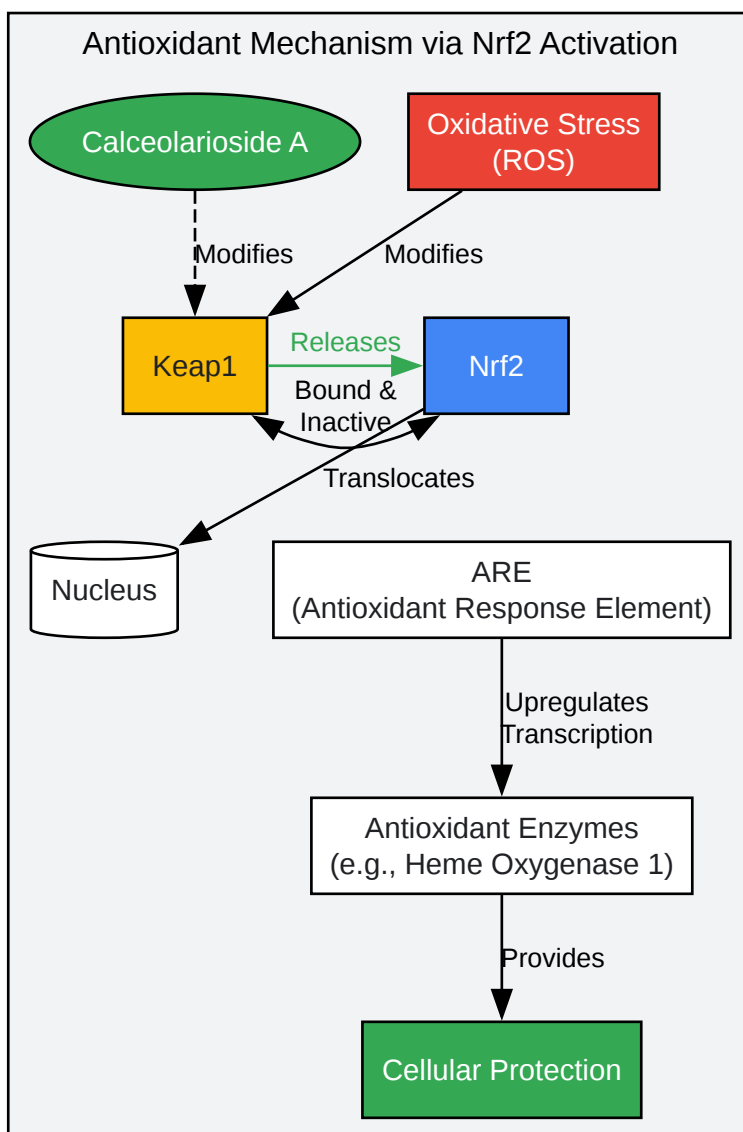 Antioxidant Mechanism via Nrf2 Activation
Calceolarioside A
Oxidative Stress
(ROS)
Modifies
Modifies
Keap1
Releases
Nrf2
Bound &
Inactive
Translocates
Nucleus
ARE
(Antioxidant Response Element)
Upregulates
Transcription
Antioxidant Enzymes
(e.g., Heme Oxygenase 1)
Provides
Cellular Protection